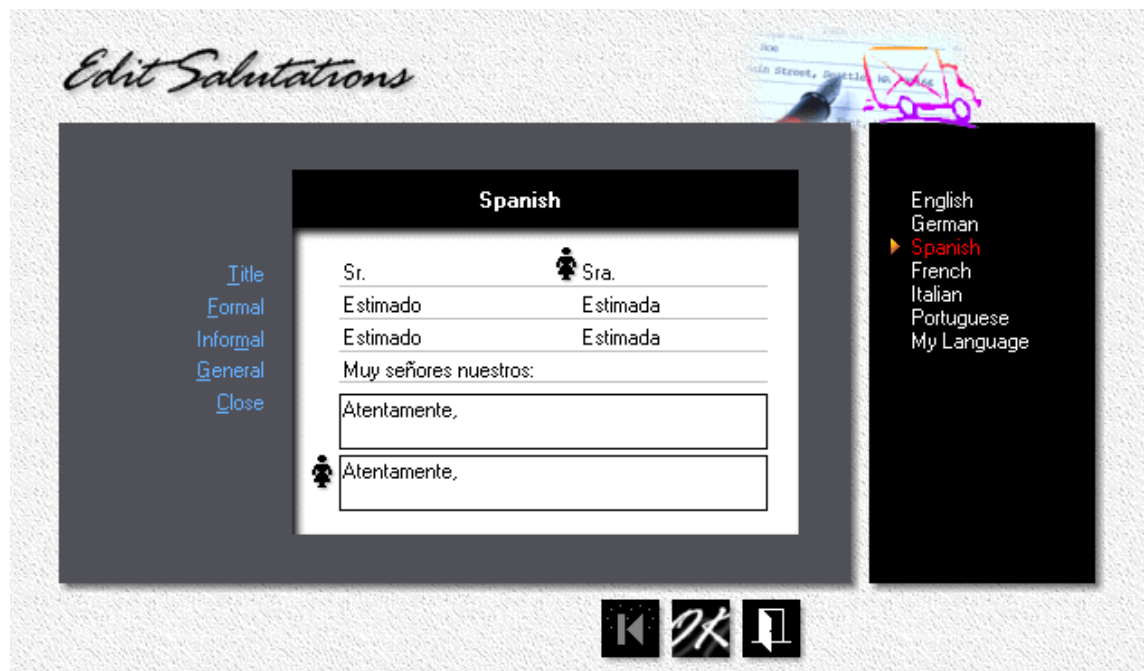 Edit Salutations
Spanish
Title Sr. Sra.
Formal Estimado Estimada
Informal Estimado Estimada
General Muy señores nuestros:
Close Atentamente,
Atentamente,
English
German
Spanish
French
Italian
Portuguese
My Language
OK